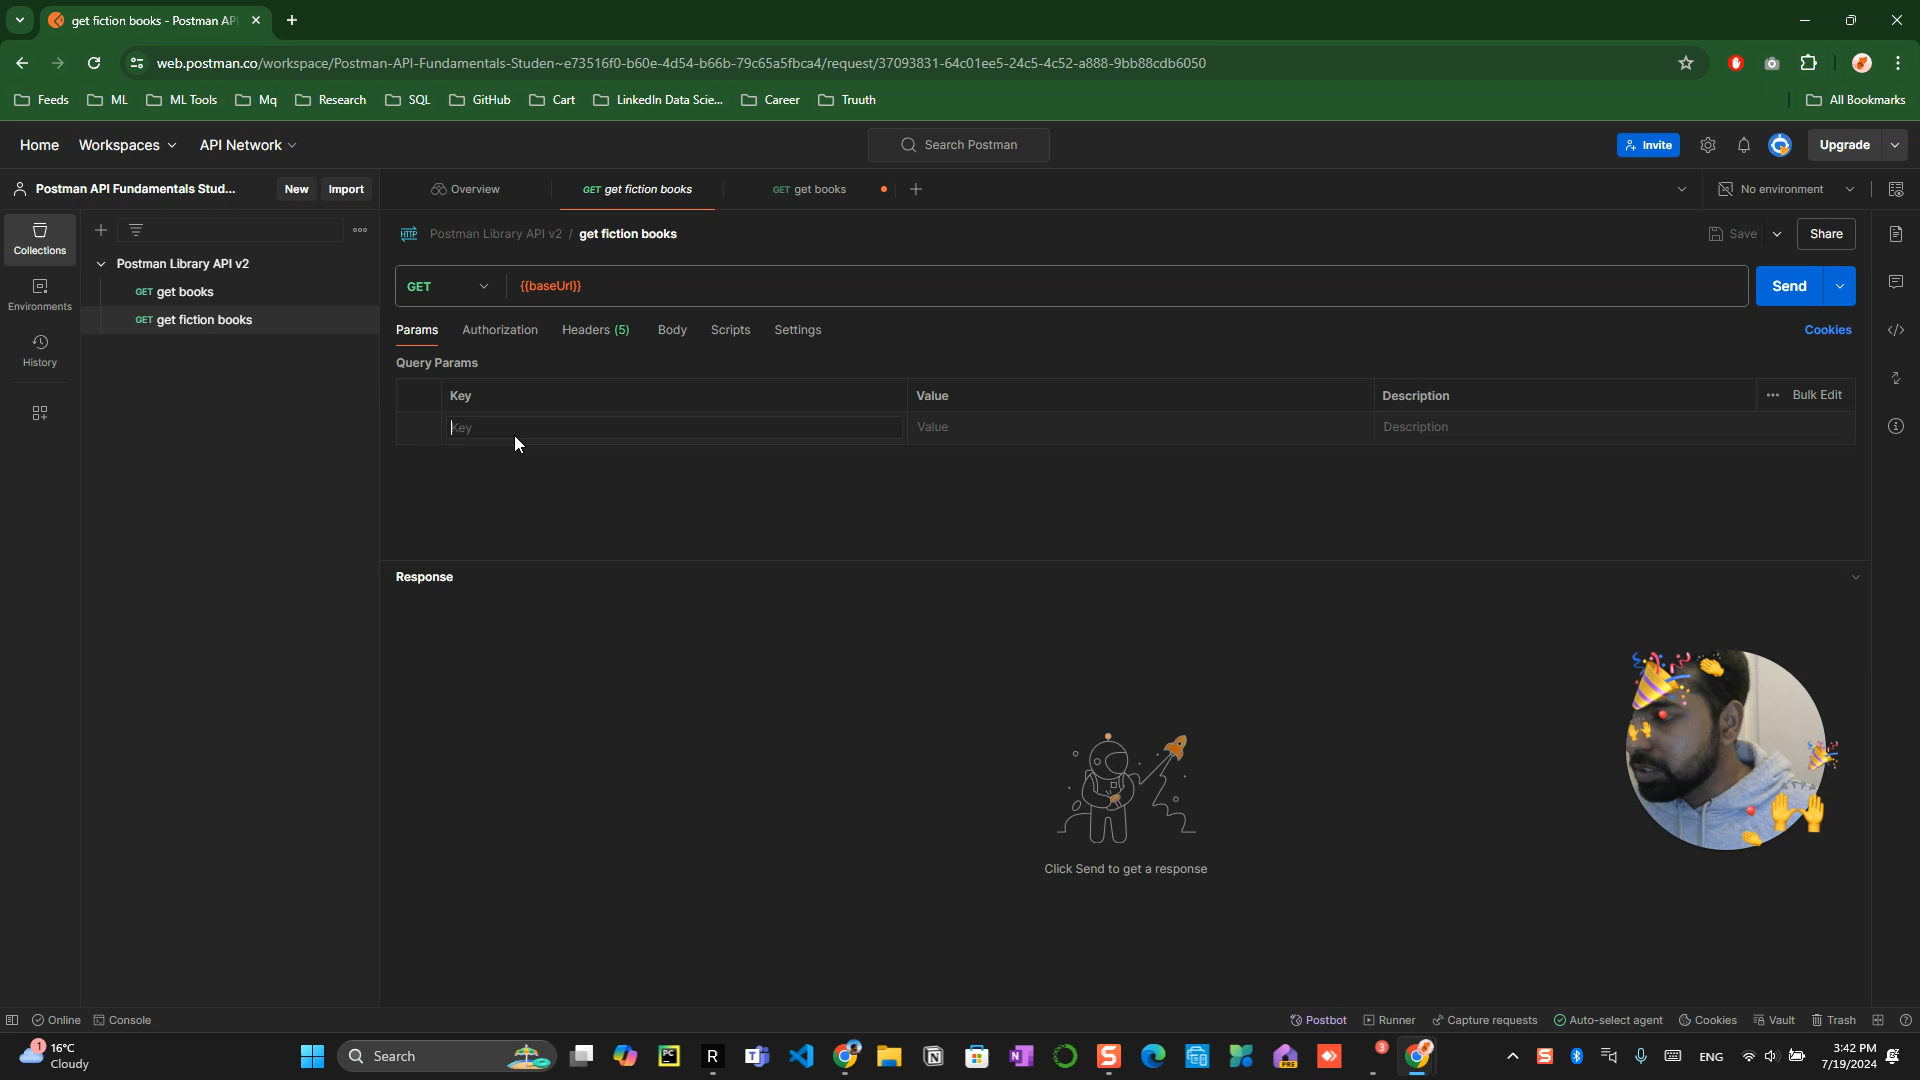 get fiction books - Postman AP
web.postman.co/workspace/Postman-API-Fundamentals-Studen~e73516f0-b60e-4d54-b66b-79c65a5fbca4/request/37093831-64c01ee5-24c5-4c52-a888-9bb88cdb6050
Feeds ML ML Tools Mq Research SQL GitHub Cart LinkedIn Data Scie... Career Truuth All Bookmarks
Home Workspaces API Network Search Postman Invite Upgrade
Postman API Fundamentals Stud... New Import Overview GET get fiction books GET get books No environment
Collections
Postman Library API v2 / get fiction books Save Share
Postman Library API v2
GET get books
GET get fiction books
Environments
History
GET {{baseUrl}} Send
Params Authorization Headers (5) Body Scripts Settings Cookies
Query Params
Key Value Description Bulk Edit
Key Value Description
Response
Click Send to get a response
Online Console Postbot Runner Capture requests Auto-select agent Cookies Vault Trash
1 16°C
Cloudy
Search PC R PRE 3 ENG
3:42 PM
7/19/2024